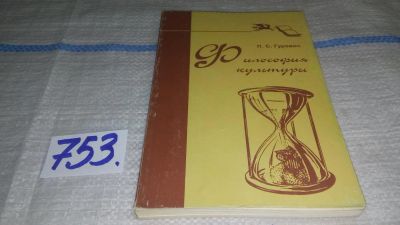 753.
П. С. Гуревич
Философия
культуры